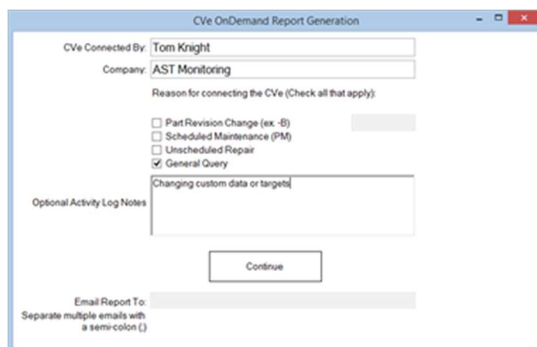 CVe OnDemand Report Generation
CVe Connected By: Tom Knight
Company: AST Monitoring
Reason for connecting the CVe (Check all that apply):
Part Revision Change (ex. -B)
Scheduled Maintenance (PM)
Unscheduled Repair
General Query
Changing custom data or targets
Optional Activity Log Notes
Continue
Email Report To:
Separate multiple emails with
a semi-colon (;)